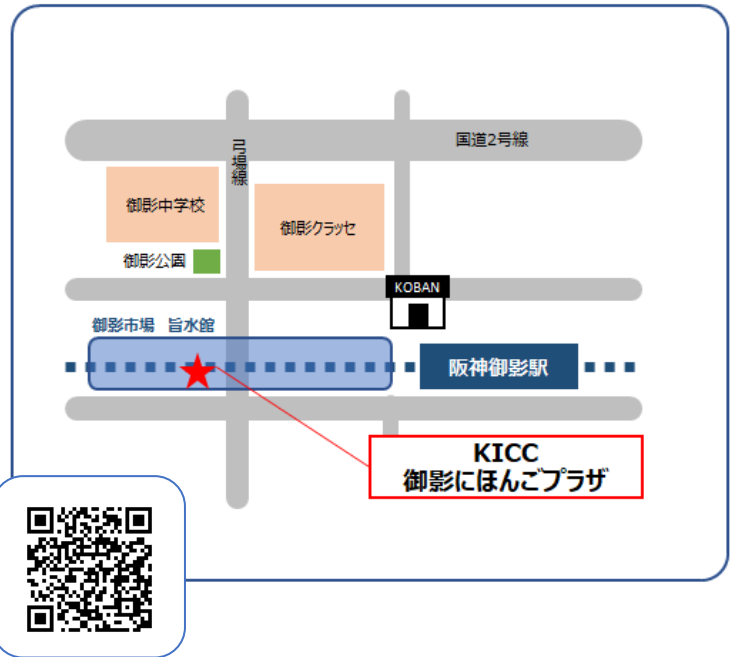 国道2号線
弓場線
御影中学校
御影クラッセ
御影公園
KOBAN
御影市場 旨水館
阪神御影駅
KICC
御影にほんごプラザ